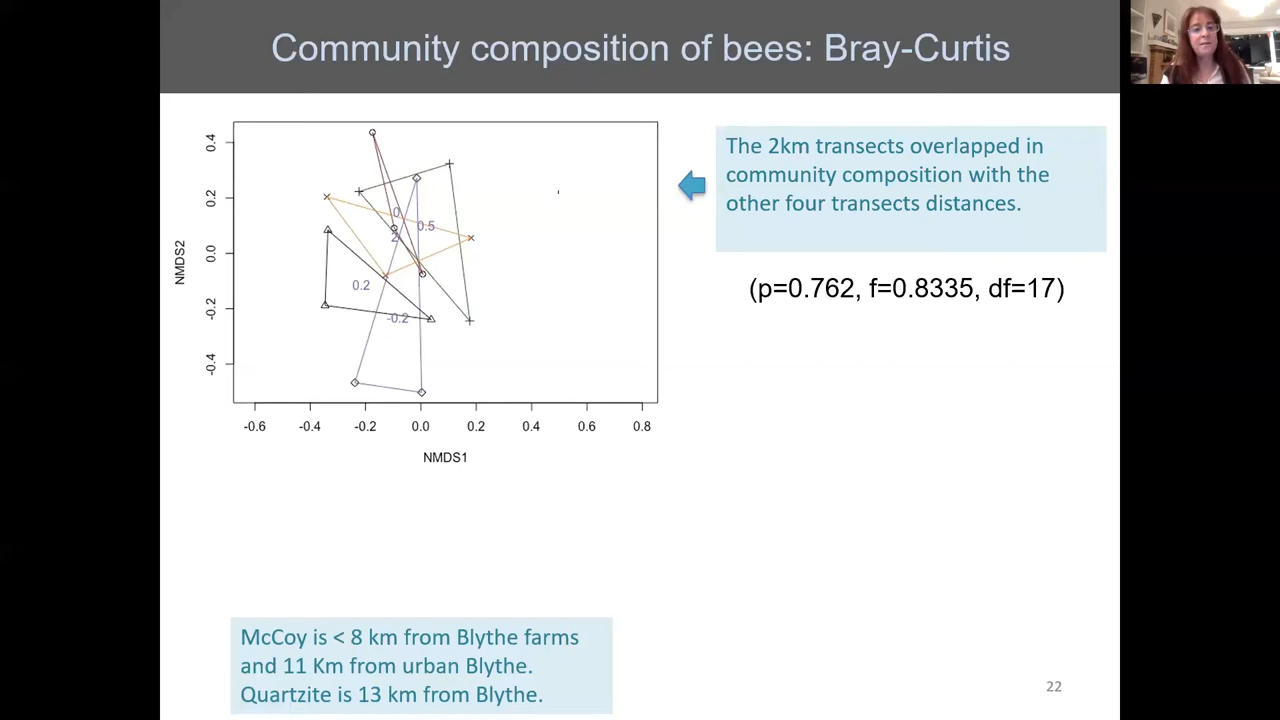 Community composition of bees: Bray-Curtis
The 2km transects overlapped in
community composition with the
other four transects distances.
(p=0.762, f=0.8335, df=17)
NMDS2
0.4
0.2
0.0
-0.2
-0.4
0
0.5
2
0.2
-0.2
-0.6
-0.4
-0.2
0.0
0.2
0.4
0.6
0.8
NMDS1
McCoy is < 8 km from Blythe farms
and 11 Km from urban Blythe.
Quartzite is 13 km from Blythe.
22